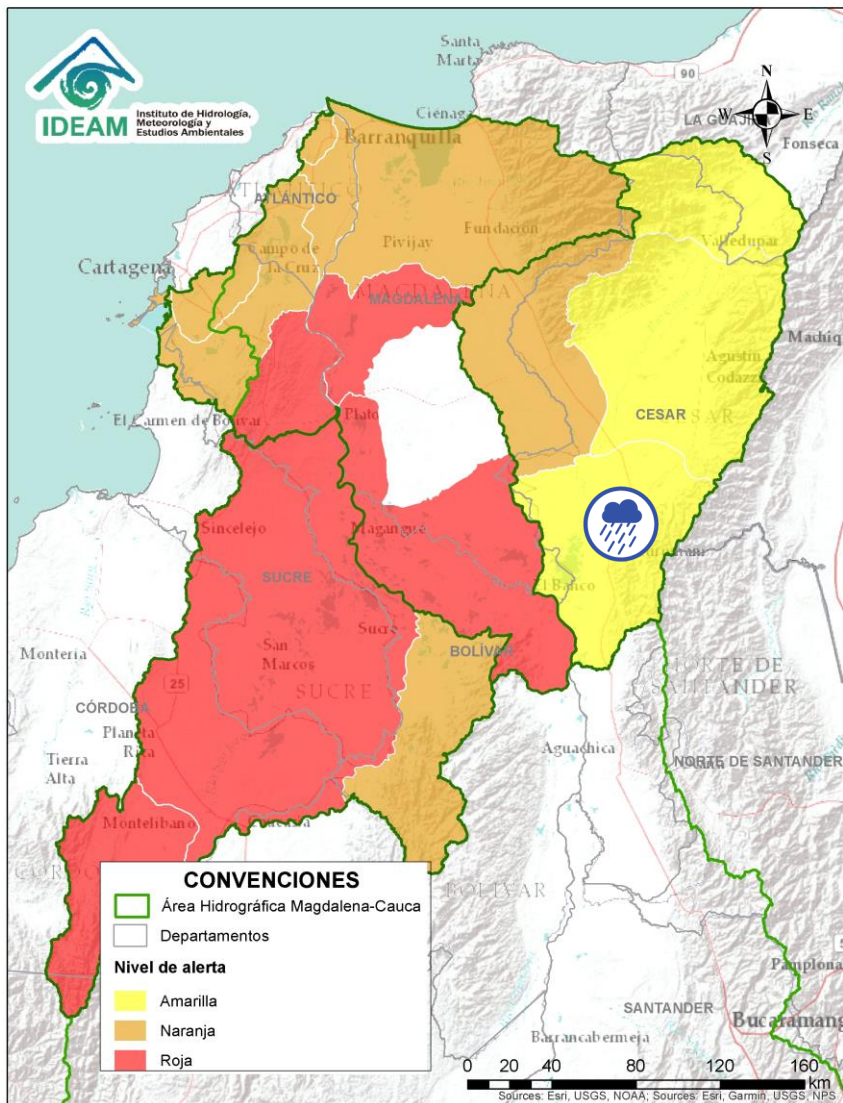 IDEAM
Instituto de Hidrología,
Meteorología y
Estudios Ambientales
Santa
Marta
90
N
W
E
S
LA GUAJIRA
Fonseca
Ciénaga
Barranquilla
ATLÁNTICO
Campo de
la Cruz
Pivijay
Fundación
Valledupar
Cartagena
MAGDALENA
Machiq
Agustín
Codazzi
CESAR
El Carmen de Bolívar
Plato
Sincelejo
Magangué
SUCRE
El Banco
Sucre
San
Marcos
SUCRE
BOLÍVAR
Montería
25
CÓRDOBA
Planeta
Rica
Tierra
Alta
NORTE DE
SANTANDER
Aguachica
NORTE DE SANTANDER
Montelíbano
BOLÍVAR
CONVENCIONES
Área Hidrográfica Magdalena-Cauca
Departamentos
Nivel de alerta
Amarilla
Naranja
Roja
Pamplona
SANTANDER
Bucaramang
Barrancabermeja
0 20 40 80 120 160
km
Sources: Esri, USGS, NOAA; Sources: Esri, Garmin, USGS, NPS